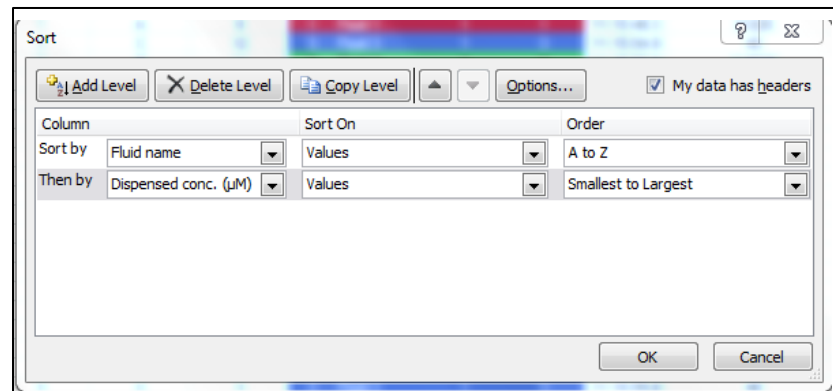 Sort
Add Level Delete Level Copy Level Options... My data has headers
Column Sort On Order
Sort by Fluid name Values A to Z
Then by Dispensed conc. (µM) Values Smallest to Largest
OK Cancel